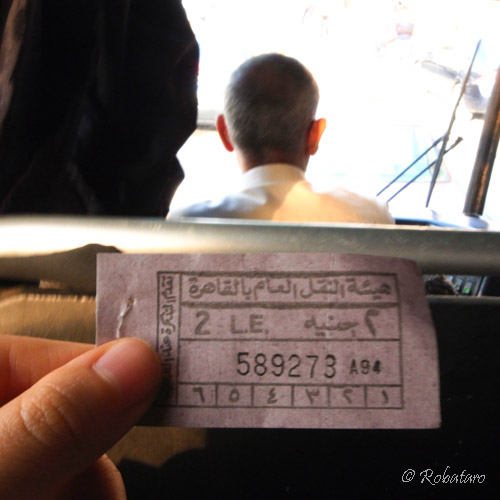 هيئة النقل العام بالقاهرة
2 L.E. ٢ جنيه
589273 A94
٦ ٥ ٤ ٣ ٢ ١
© Robataro